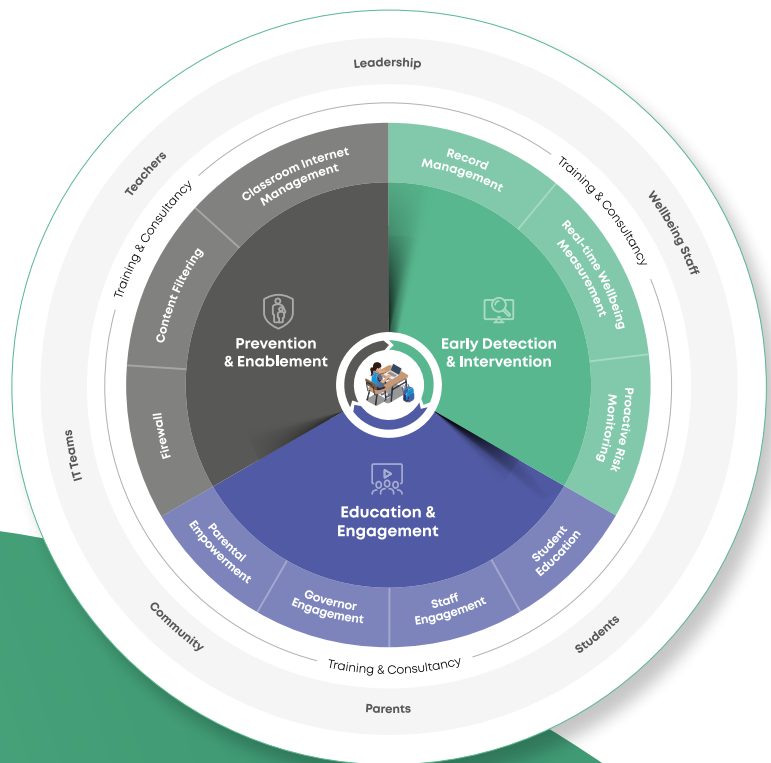 Leadership
Teachers
Wellbeing Staff
IT Teams
Community
Parents
Students
Training & Consultancy
Training & Consultancy
Training & Consultancy
Classroom Internet
Management
Content Filtering
Firewall
Prevention
& Enablement
Record
Management
Real-time Wellbeing
Measurement
Proactive Risk
Monitoring
Early Detection
& Intervention
Education &
Engagement
Parental
Empowerment
Governor
Engagement
Staff
Engagement
Student
Education